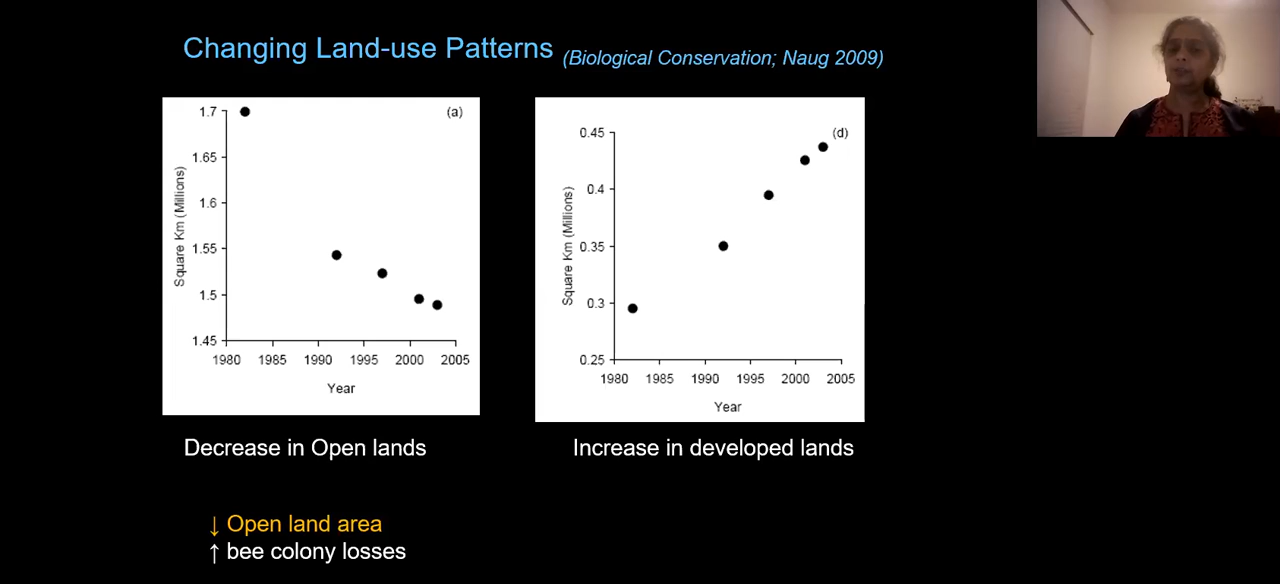 Changing Land-use Patterns (Biological Conservation; Naug 2009)
(a)
1.7
1.65
1.6
1.55
1.5
1.45
Square Km (Millions)
1980 1985 1990 1995 2000 2005
Year
(d)
0.45
0.4
0.35
0.3
0.25
Square Km (Millions)
1980 1985 1990 1995 2000 2005
Year
Decrease in Open lands
Increase in developed lands
↓ Open land area
↑ bee colony losses